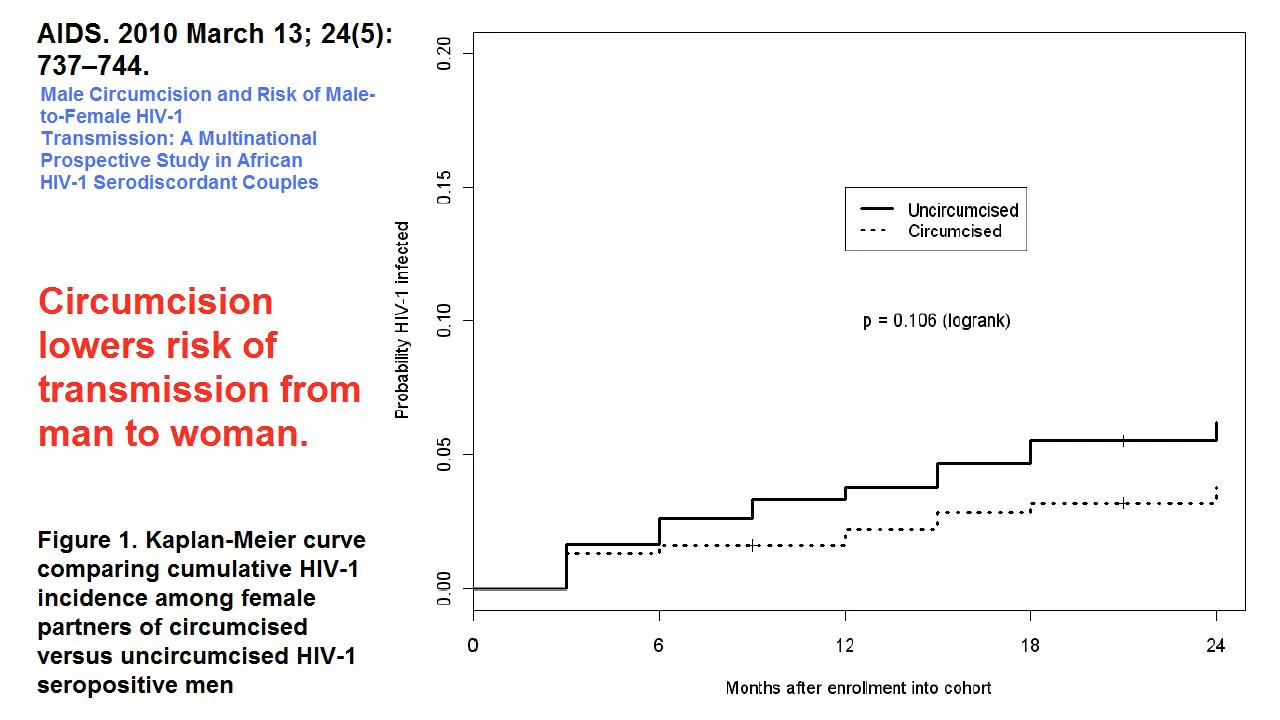 AIDS. 2010 March 13; 24(5):
737–744.
Male Circumcision and Risk of Male-
to-Female HIV-1
Transmission: A Multinational
Prospective Study in African
HIV-1 Serodiscordant Couples
Circumcision
lowers risk of
transmission from
man to woman.
Figure 1. Kaplan-Meier curve
comparing cumulative HIV-1
incidence among female
partners of circumcised
versus uncircumcised HIV-1
seropositive men
Probability HIV-1 infected
0.20
0.15
0.10
0.05
0.00
Uncircumcised
Circumcised
p = 0.106 (logrank)
0 6 12 18 24
Months after enrollment into cohort